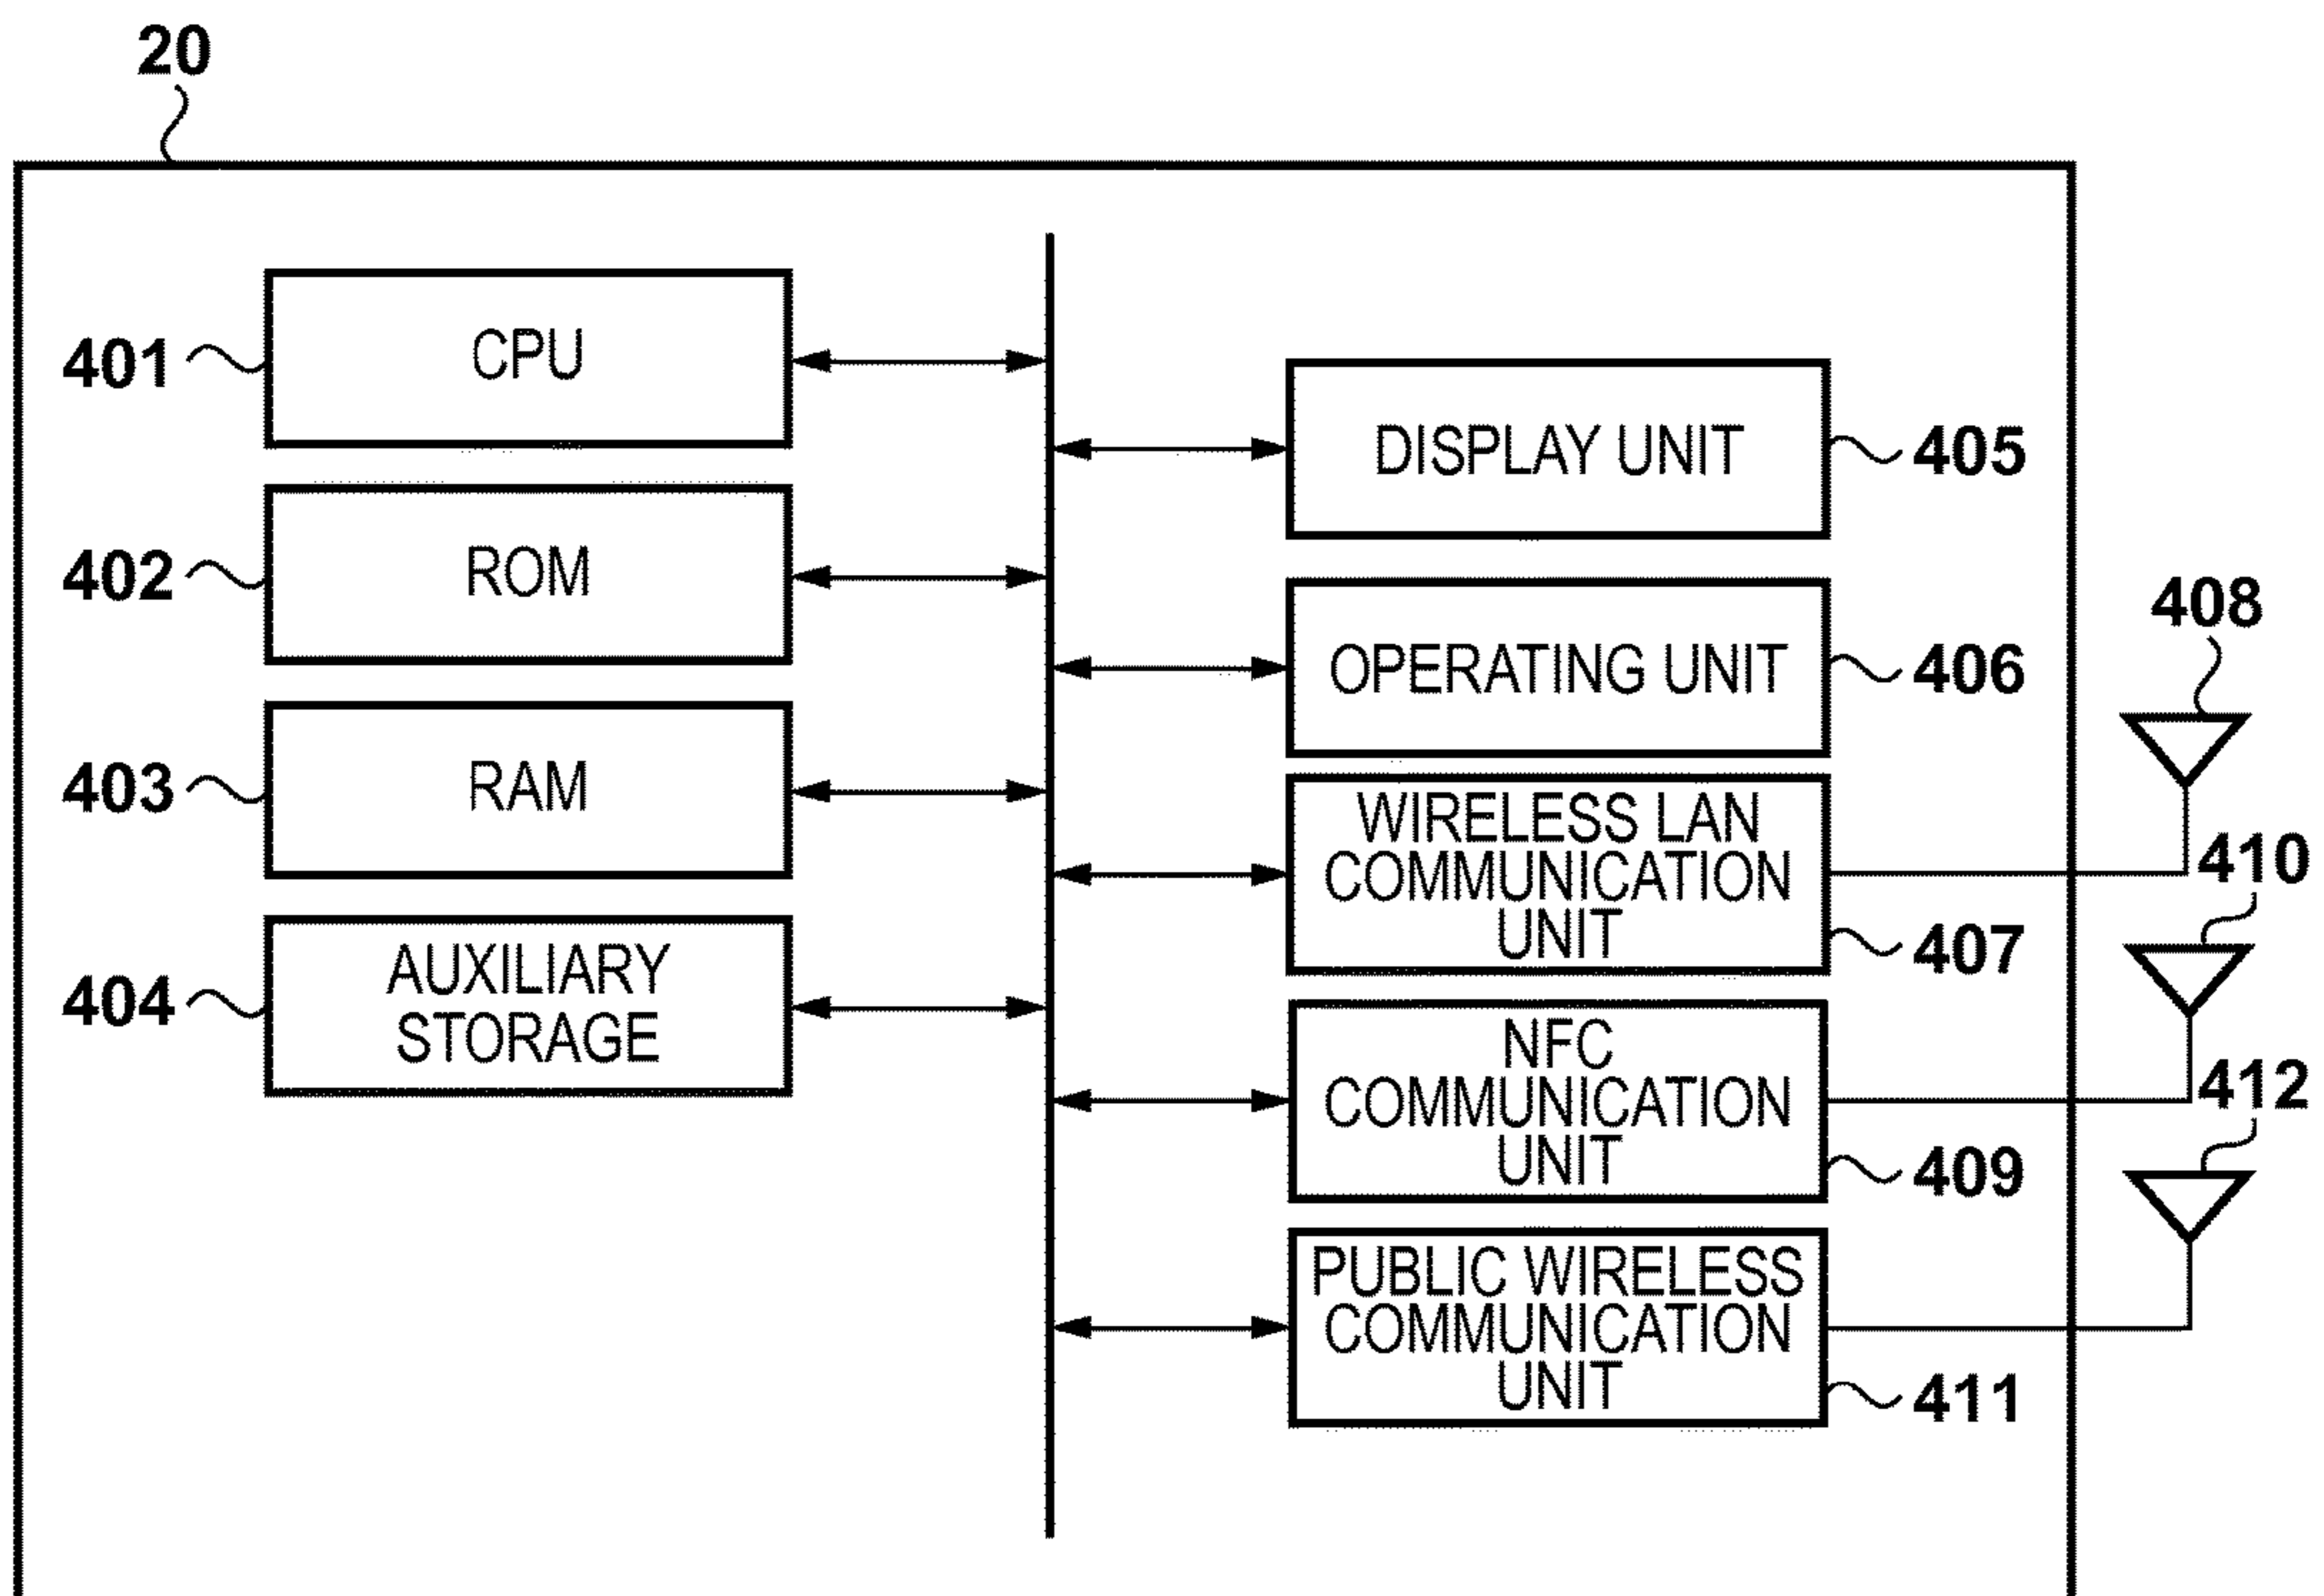 20
401
CPU
402
ROM
403
RAM
404
AUXILIARY
STORAGE
DISPLAY UNIT
405
OPERATING UNIT
406
WIRELESS LAN
COMMUNICATION
UNIT
407
408
NFC
COMMUNICATION
UNIT
409
410
PUBLIC WIRELESS
COMMUNICATION
UNIT
411
412